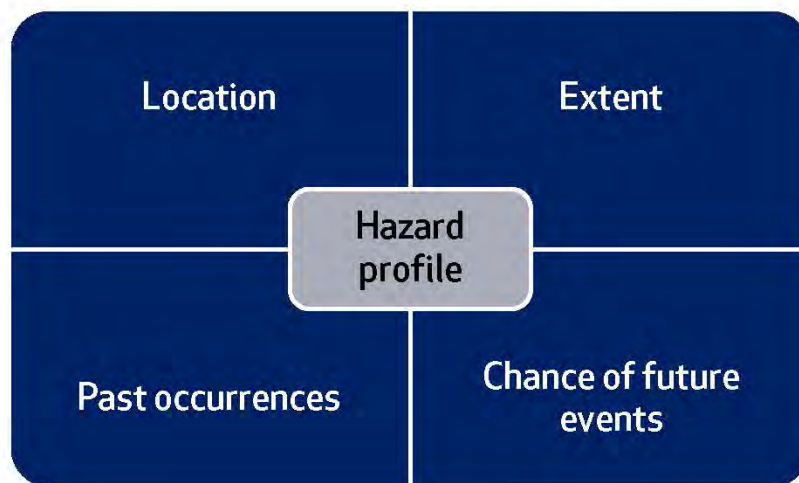 Location
Extent
Hazard
profile
Past occurrences
Chance of future
events